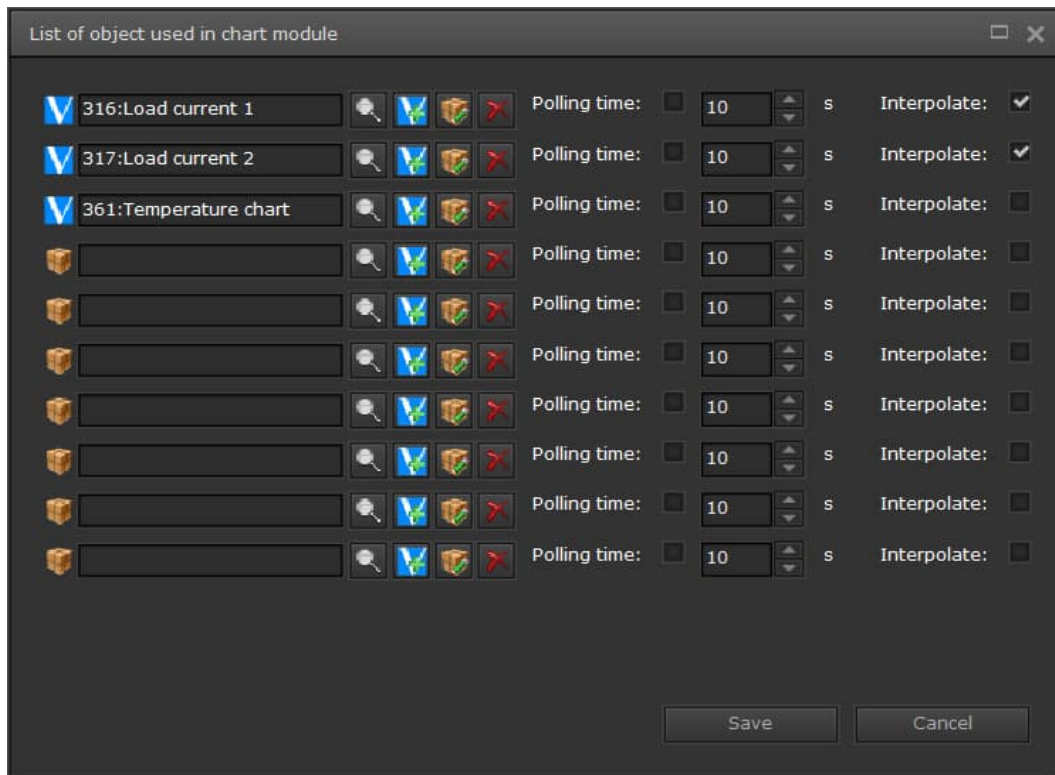 List of object used in chart module
316:Load current 1 Polling time: 10 s Interpolate:
317:Load current 2 Polling time: 10 s Interpolate:
361:Temperature chart Polling time: 10 s Interpolate:
Polling time: 10 s Interpolate:
Polling time: 10 s Interpolate:
Polling time: 10 s Interpolate:
Polling time: 10 s Interpolate:
Polling time: 10 s Interpolate:
Polling time: 10 s Interpolate:
Polling time: 10 s Interpolate:
Save Cancel